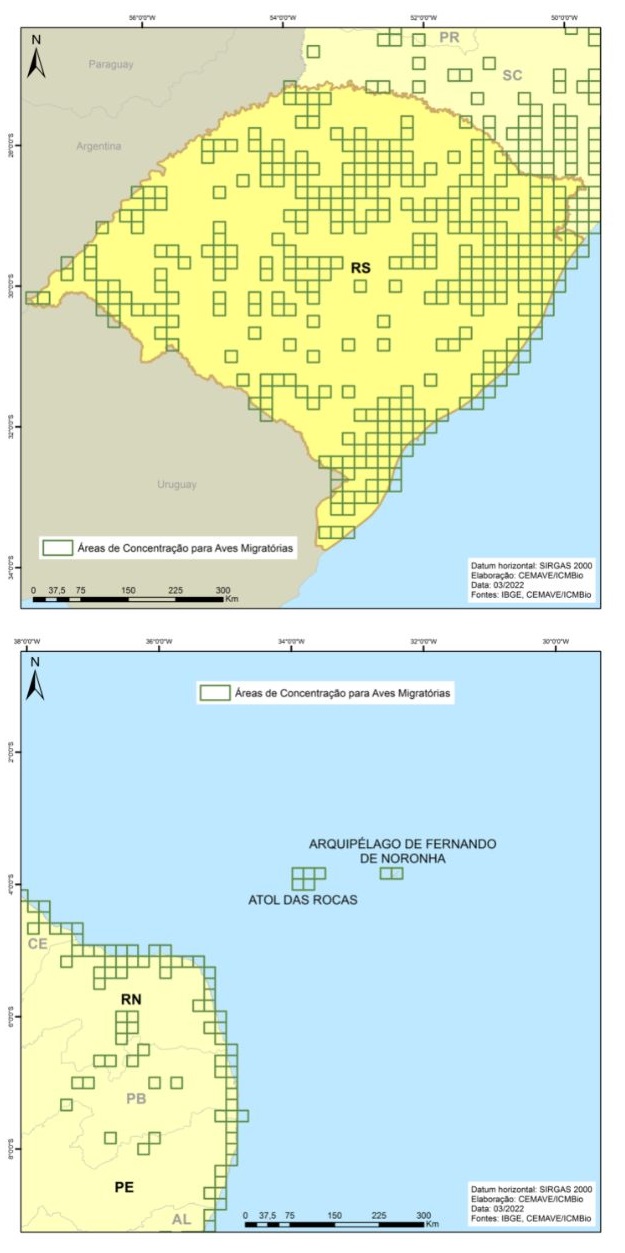 56°0'0"W 54°0'0"W 52°0'0"W 50°0'0"W
N
PR
Paraguay
SC
28°0'0"S
Argentina
RS
30°0'0"S
32°0'0"S
Uruguay
Áreas de Concentração para Aves Migratórias
34°0'0"S
0 37,5 75 150 225 300
Km
Datum horizontal: SIRGAS 2000
Elaboração: CEMAVE/ICMBio
Data: 03/2022
Fontes: IBGE, CEMAVE/ICMBio
38°0'0"W 36°0'0"W 34°0'0"W 32°0'0"W 30°0'0"W
N
Áreas de Concentração para Aves Migratórias
2°0'0"S
ARQUIPÉLAGO DE FERNANDO
DE NORONHA
4°0'0"S
ATOL DAS ROCAS
CE
RN
6°0'0"S
PB
8°0'0"S
PE
AL
0 37,5 75 150 225 300
Km
Datum horizontal: SIRGAS 2000
Elaboração: CEMAVE/ICMBio
Data: 03/2022
Fontes: IBGE, CEMAVE/ICMBio